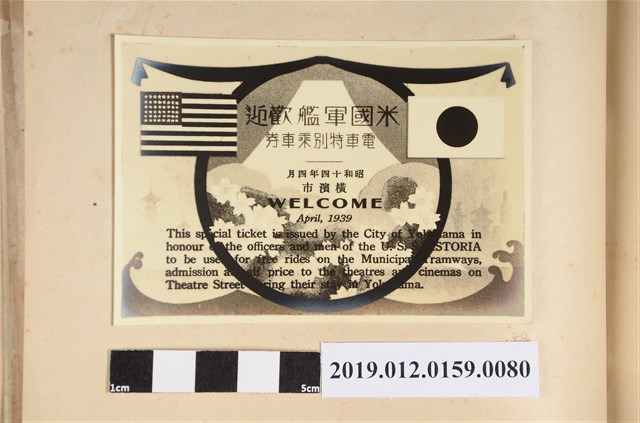 米國軍艦歡迎
電車特別乘車券
昭和十四年四月
横濱市
WELCOME
April, 1939
This special ticket is issued by the City of Yokohama in
honour of the officers and men of the U. S. S. ASTORIA
to be used for free rides on the Municipal Tramways,
admission at half price to the theatres and cinemas on
Theatre Street during their stay in Yokohama.
1cm 5cm
2019.012.0159.0080